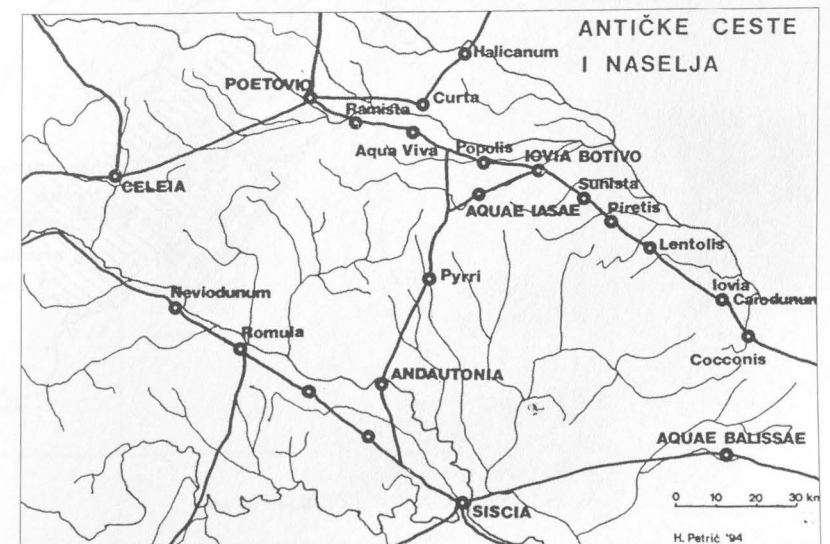 ANTIČKE CESTE
I NASELJA
Halicanum
POETOVIO
Curta
Ramista
Aqua Viva
Popolis
IOVIA BOTIVO
CELEIA
AQUAE IASAE
Sunista
Piretis
Lentolis
Pyrri
Iovia
Carodunum
Neviodunum
Romula
Cocconis
ANDAUTONIA
AQUAE BALISSAE
SISCIA
0 10 20 30 km
H. Petrić '94